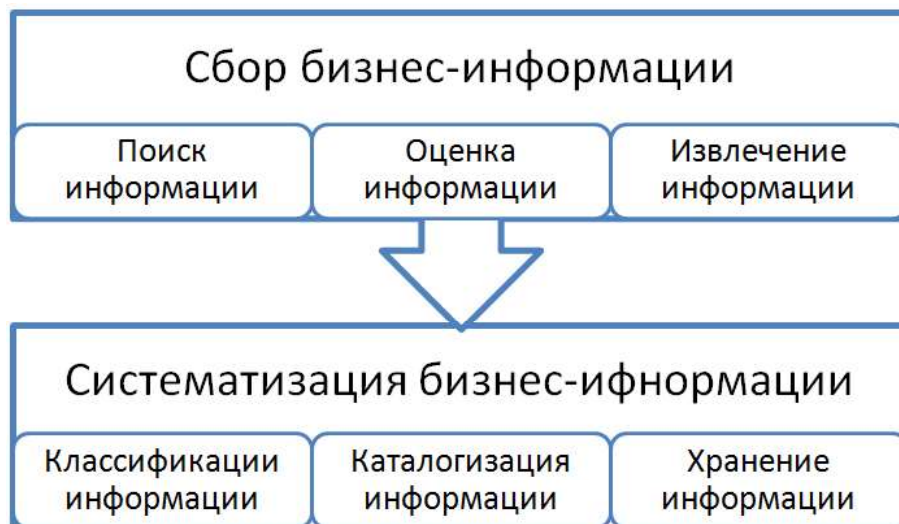 Сбор бизнес-информации
Поиск
информации
Оценка
информации
Извлечение
информации
Систематизация бизнес-ифнормации
Классификации
информации
Каталогизация
информации
Хранение
информации